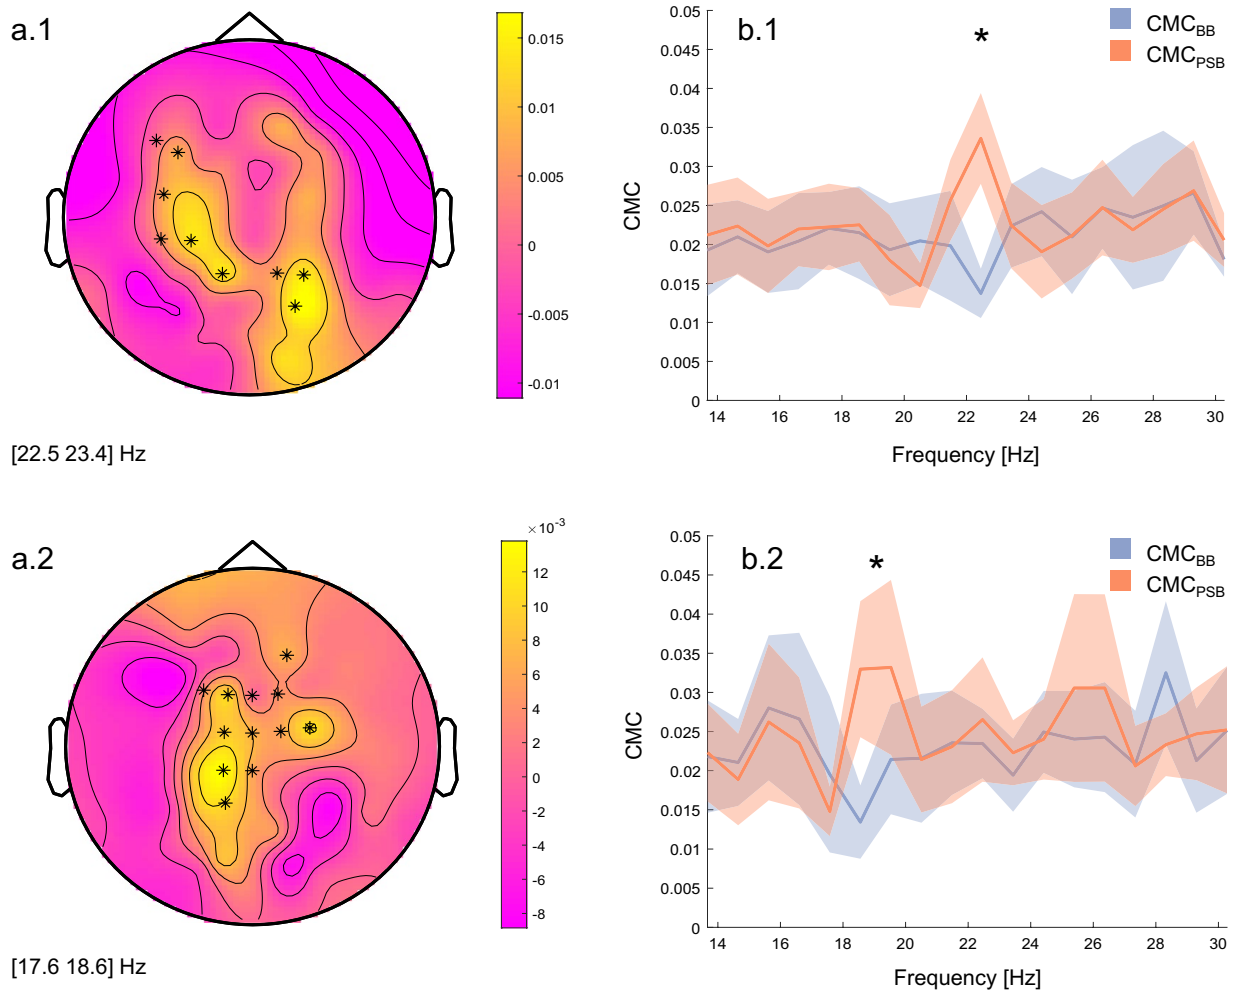 a.1
0.015
0.01
0.005
0
-0.005
-0.01
[22.5 23.4] Hz
b.1
*
CMC_BB
CMC_PSB
0.05
0.045
0.04
0.035
0.03
0.025
0.02
0.015
0.01
0.005
0
CMC
14 16 18 20 22 24 26 28 30
Frequency [Hz]
a.2
×10^-3
12
10
8
6
4
2
0
-2
-4
-6
-8
[17.6 18.6] Hz
b.2
*
CMC_BB
CMC_PSB
0.05
0.045
0.04
0.035
0.03
0.025
0.02
0.015
0.01
0.005
0
CMC
14 16 18 20 22 24 26 28 30
Frequency [Hz]